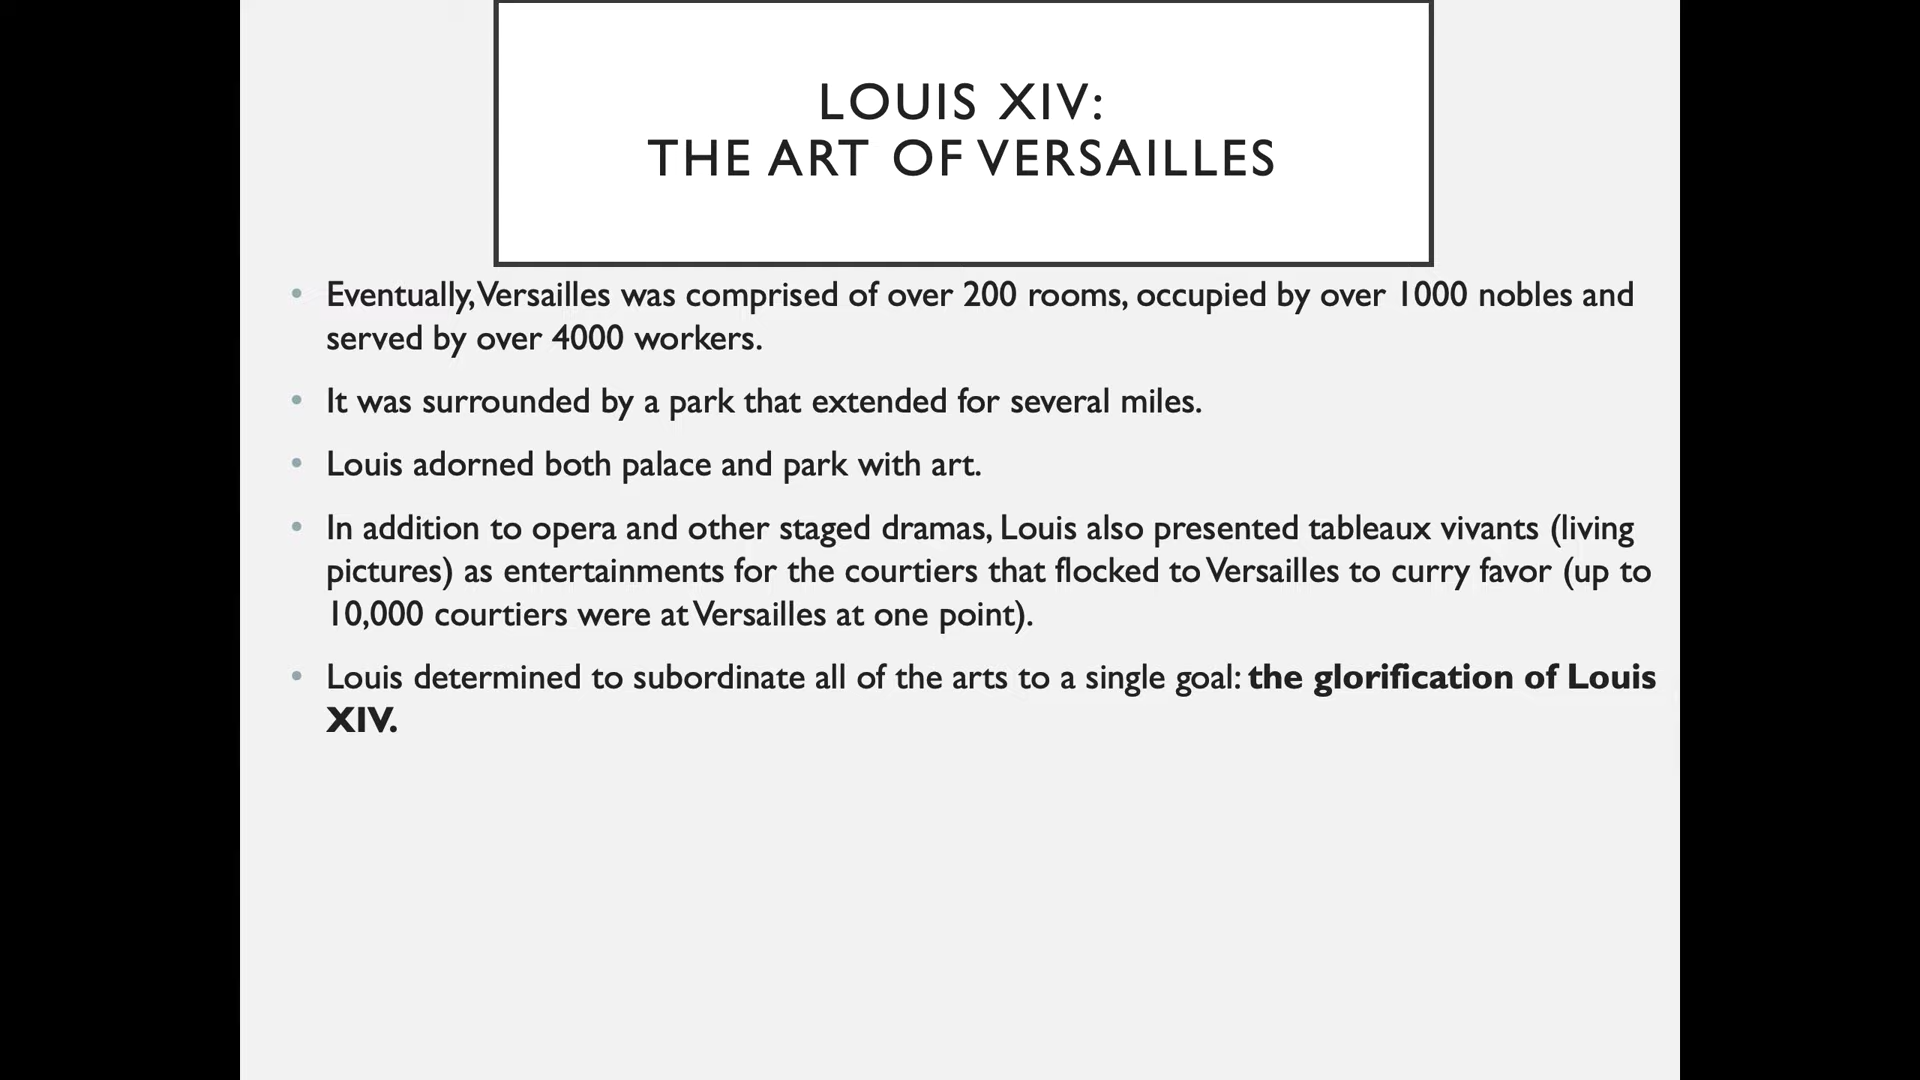 LOUIS XIV:
THE ART OF VERSAILLES
• Eventually, Versailles was comprised of over 200 rooms, occupied by over 1000 nobles and
served by over 4000 workers.
• It was surrounded by a park that extended for several miles.
• Louis adorned both palace and park with art.
• In addition to opera and other staged dramas, Louis also presented tableaux vivants (living
pictures) as entertainments for the courtiers that flocked to Versailles to curry favor (up to
10,000 courtiers were at Versailles at one point).
• Louis determined to subordinate all of the arts to a single goal: the glorification of Louis
XIV.